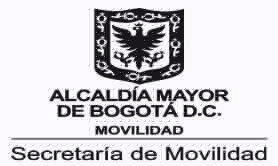 ALCALDÍA MAYOR
DE BOGOTÁ D.C.
MOVILIDAD
Secretaría de Movilidad